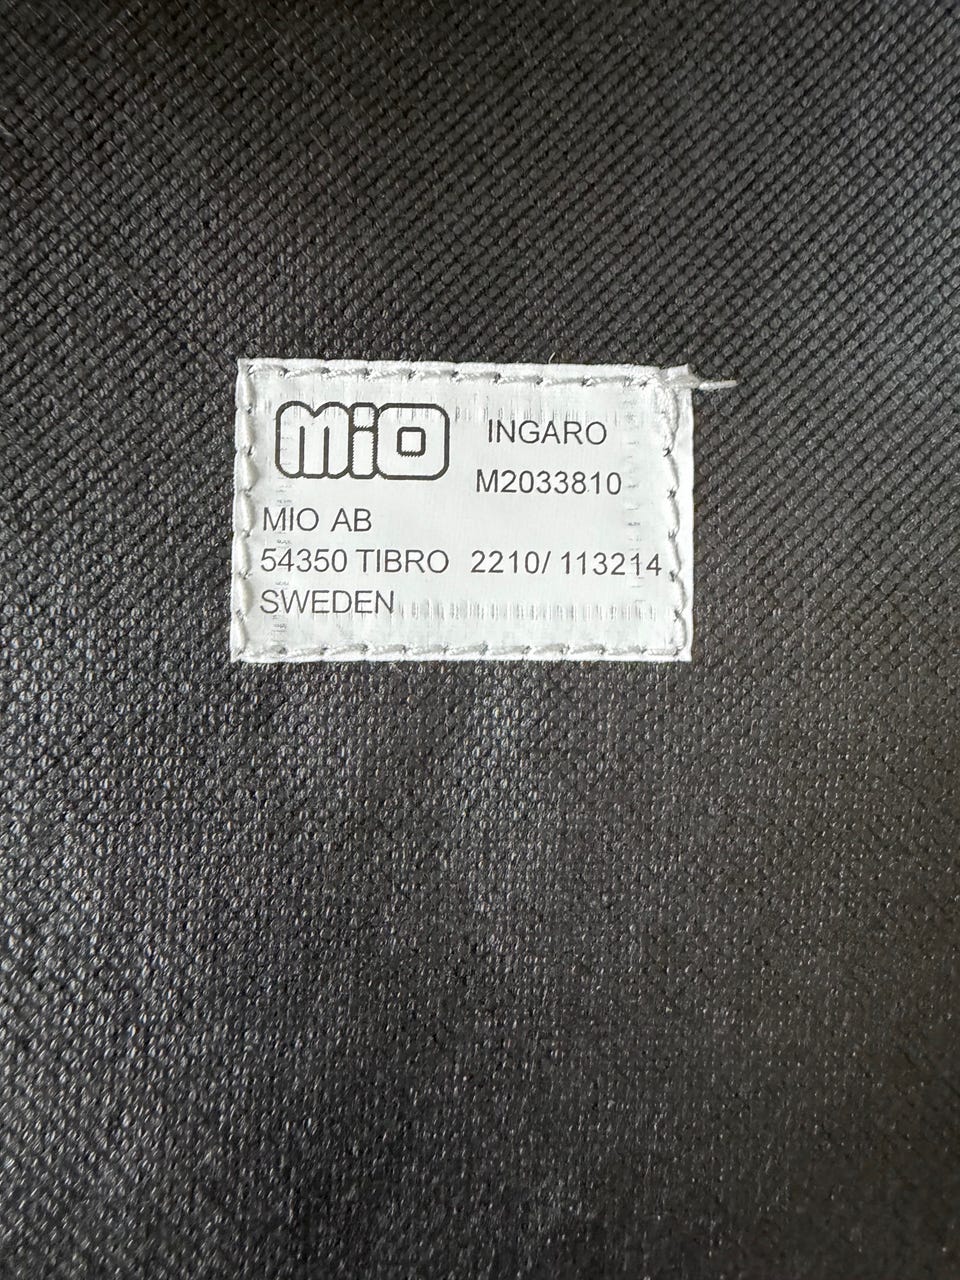 mio
INGARO
M2033810
MIO AB
54350 TIBRO 2210/ 113214
SWEDEN